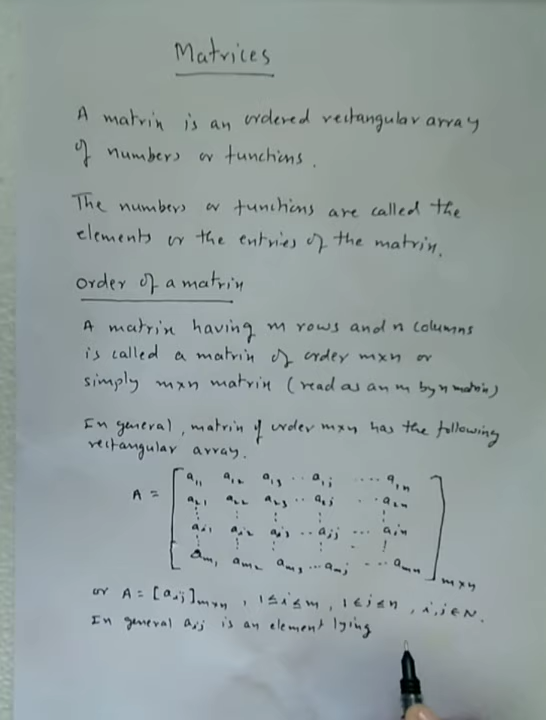 Matrices
A matrix is an ordered rectangular array
of numbers or functions.
The numbers or functions are called the
elements or the entries of the matrix.
Order of a matrix
A matrix having m rows and n columns
is called a matrix of order m×n or
simply m×n matrix (read as an m by n matrix)
In general, matrix of order m×n has the following
rectangular array.
A = [ a₁₁ a₁₂ a₁₃ ... a₁ⱼ ... a₁ₙ
a₂₁ a₂₂ a₂₃ ... a₂ⱼ ... a₂ₙ
⋮ ⋮ ⋮ ⋮ ⋮
aᵢ₁ aᵢ₂ aᵢ₃ ... aᵢⱼ ... aᵢₙ
⋮ ⋮ ⋮ ⋮ ⋮
aₘ₁ aₘ₂ aₘ₃ ... aₘⱼ ... aₘₙ ] m×n
or A = [aᵢⱼ]m×n , 1≤i≤m , 1≤j≤n , i,j∈N.
In general aᵢⱼ is an element lying